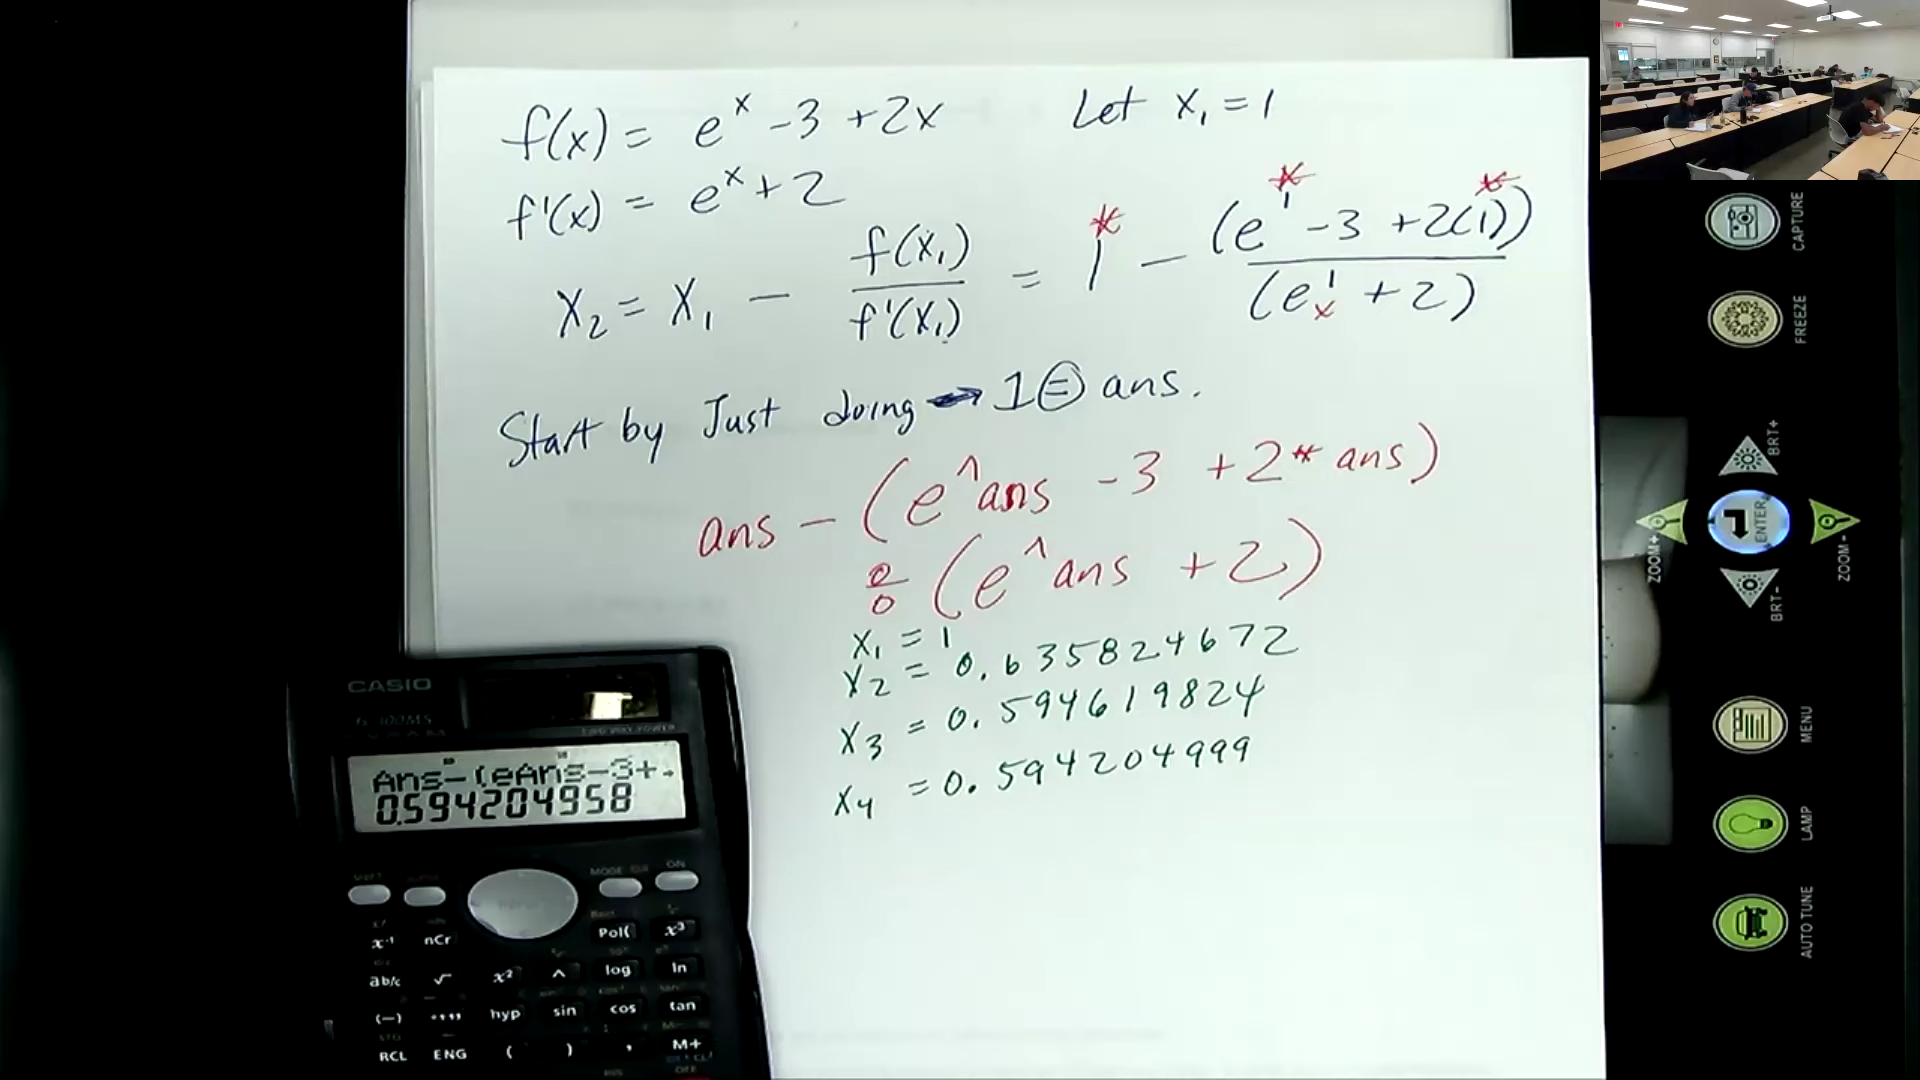 f(x) = e^x - 3 + 2x Let x₁ = 1
f'(x) = e^x + 2
x₂ = x₁ - f(x₁)/f'(x₁) = 1 - (e^1 - 3 + 2(1))/(e^1 + 2)
Start by Just doing → 1 = ans.
ans - (e^ans - 3 + 2* ans)
÷ (e^ans + 2)
x₁ = 1
x₂ = 0.635824672
x₃ = 0.594619824
x₄ = 0.594204999
CASIO
Ans-(eAns-3+→
0.594204958
MODE
ON
Pol(
x³
x⁻¹
nCr
ab/c
√
x²
^
log
ln
(−)
hyp
sin
cos
tan
RCL
ENG
(
)
,
M+
CAPTURE
FREEZE
BRT+
ZOOM+
ENTER
ZOOM-
BRT-
MENU
LAMP
AUTO TUNE